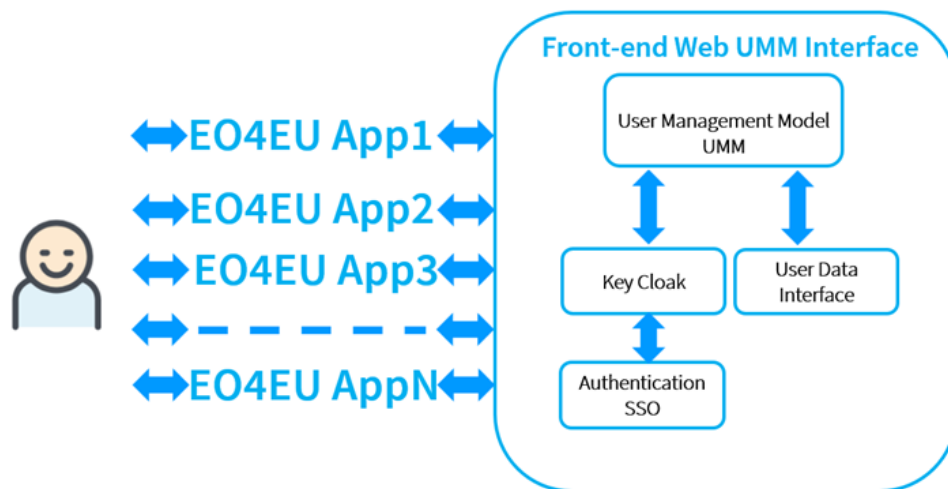 Front-end Web UMM Interface
User Management Model
UMM
EO4EU App1
EO4EU App2
EO4EU App3
EO4EU AppN
Key Cloak
User Data
Interface
Authentication
SSO